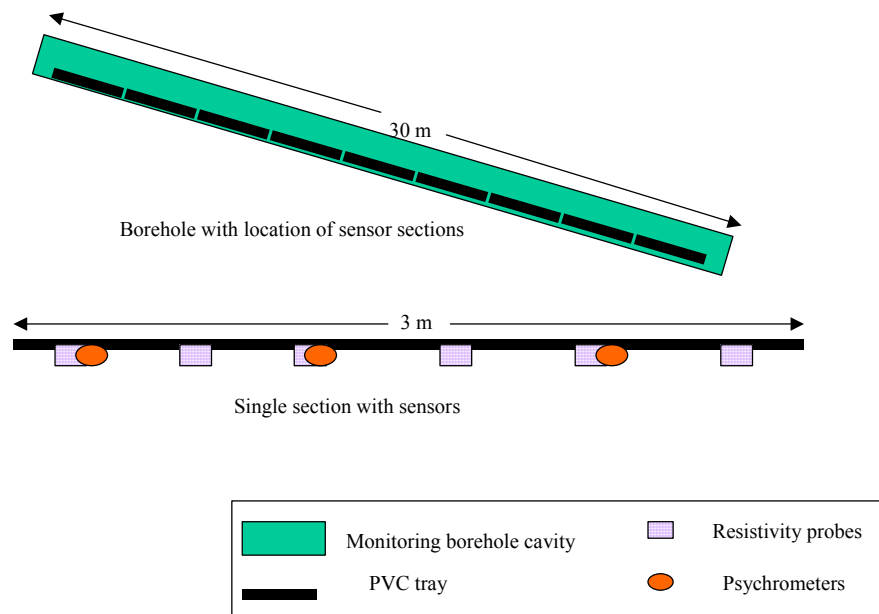 30 m
Borehole with location of sensor sections
3 m
Single section with sensors
Monitoring borehole cavity
Resistivity probes
PVC tray
Psychrometers